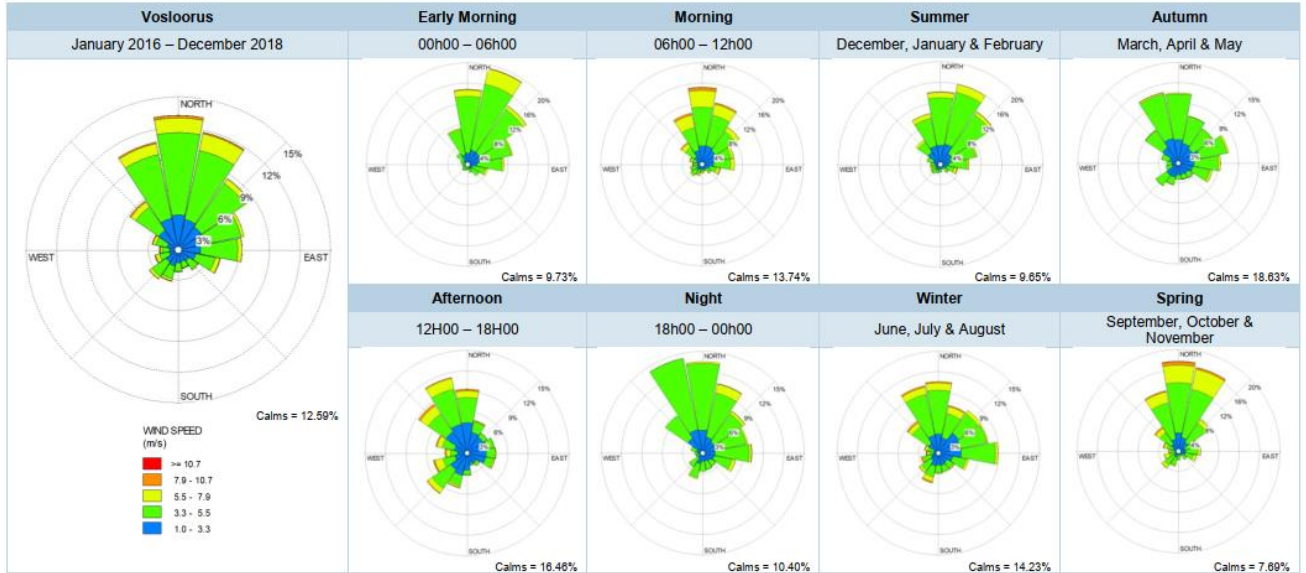 Vosloorus
January 2016 – December 2018
NORTH
15%
12%
9%
6%
3%
WEST
EAST
SOUTH
Calms = 12.59%
WIND SPEED
(m/s)
>= 10.7
7.9 - 10.7
5.5 - 7.9
3.3 - 5.5
1.0 - 3.3
Early Morning
00h00 – 06h00
NORTH
20%
16%
12%
8%
4%
WEST
EAST
SOUTH
Calms = 9.73%
Morning
06h00 – 12h00
NORTH
20%
16%
12%
8%
4%
WEST
EAST
SOUTH
Calms = 13.74%
Summer
December, January & February
NORTH
20%
16%
12%
8%
4%
WEST
EAST
SOUTH
Calms = 9.65%
Autumn
March, April & May
NORTH
15%
12%
9%
6%
3%
WEST
EAST
SOUTH
Calms = 18.63%
Afternoon
12H00 – 18H00
NORTH
15%
12%
9%
6%
3%
WEST
EAST
SOUTH
Calms = 16.46%
Night
18h00 – 00h00
NORTH
15%
12%
9%
6%
3%
WEST
EAST
SOUTH
Calms = 10.40%
Winter
June, July & August
NORTH
15%
12%
9%
6%
3%
WEST
EAST
SOUTH
Calms = 14.23%
Spring
September, October &
November
NORTH
20%
16%
12%
4%
WEST
EAST
SOUTH
Calms = 7.69%